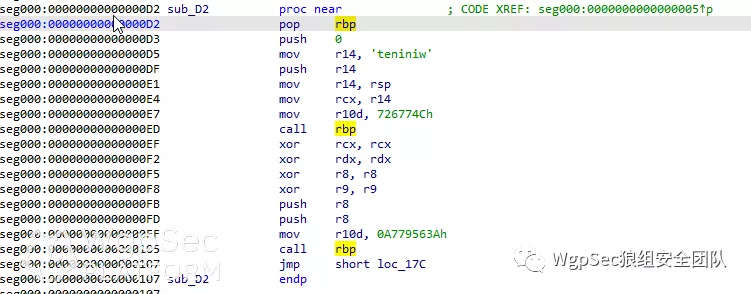 seg000:00000000000000D2 sub_D2 proc near ; CODE XREF: seg000:0000000000000005↑p
seg000:00000000000000D2 pop rbp
seg000:00000000000000D3 push 0
seg000:00000000000000D5 mov r14, 'teniniw'
seg000:00000000000000DF push r14
seg000:00000000000000E1 mov r14, rsp
seg000:00000000000000E4 mov rcx, r14
seg000:00000000000000E7 mov r10d, 726774Ch
seg000:00000000000000ED call rbp
seg000:00000000000000EF xor rcx, rcx
seg000:00000000000000F2 xor rdx, rdx
seg000:00000000000000F5 xor r8, r8
seg000:00000000000000F8 xor r9, r9
seg000:00000000000000FB push r8
seg000:00000000000000FD push r8
seg000:00000000000000FF mov r10d, 0A779563Ah
seg000:0000000000000105 call rbp
seg000:0000000000000107 jmp short loc_17C
seg000:0000000000000107 sub_D2 endp
seg000:0000000000000107
WgpSec
PLATFORM
WgpSec狼组安全团队